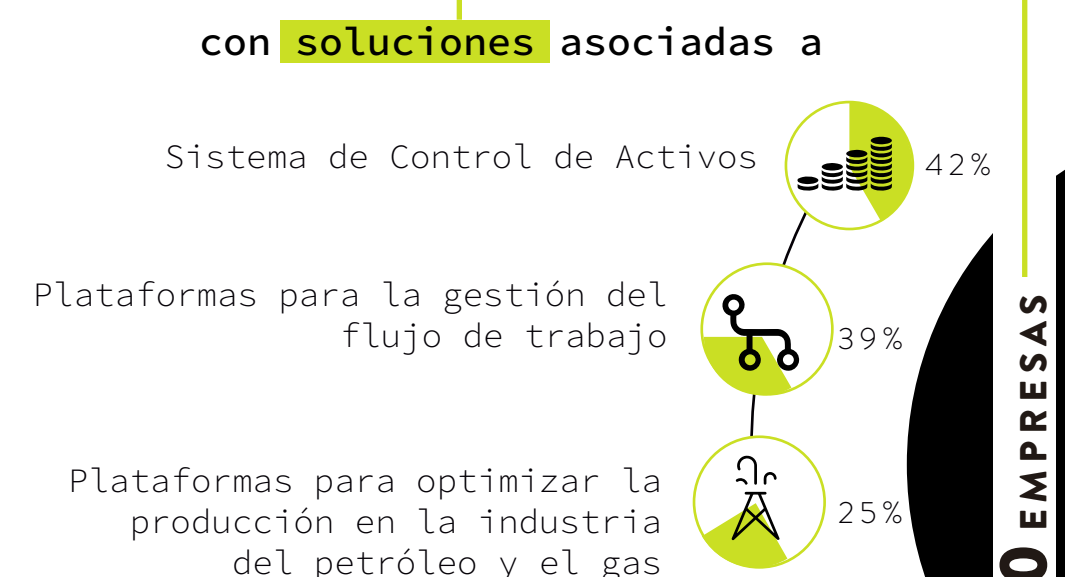 con soluciones asociadas a
Sistema de Control de Activos
42%
Plataformas para la gestión del
flujo de trabajo
39%
Plataformas para optimizar la
producción en la industria
del petróleo y el gas
25%
0 EMPRESAS